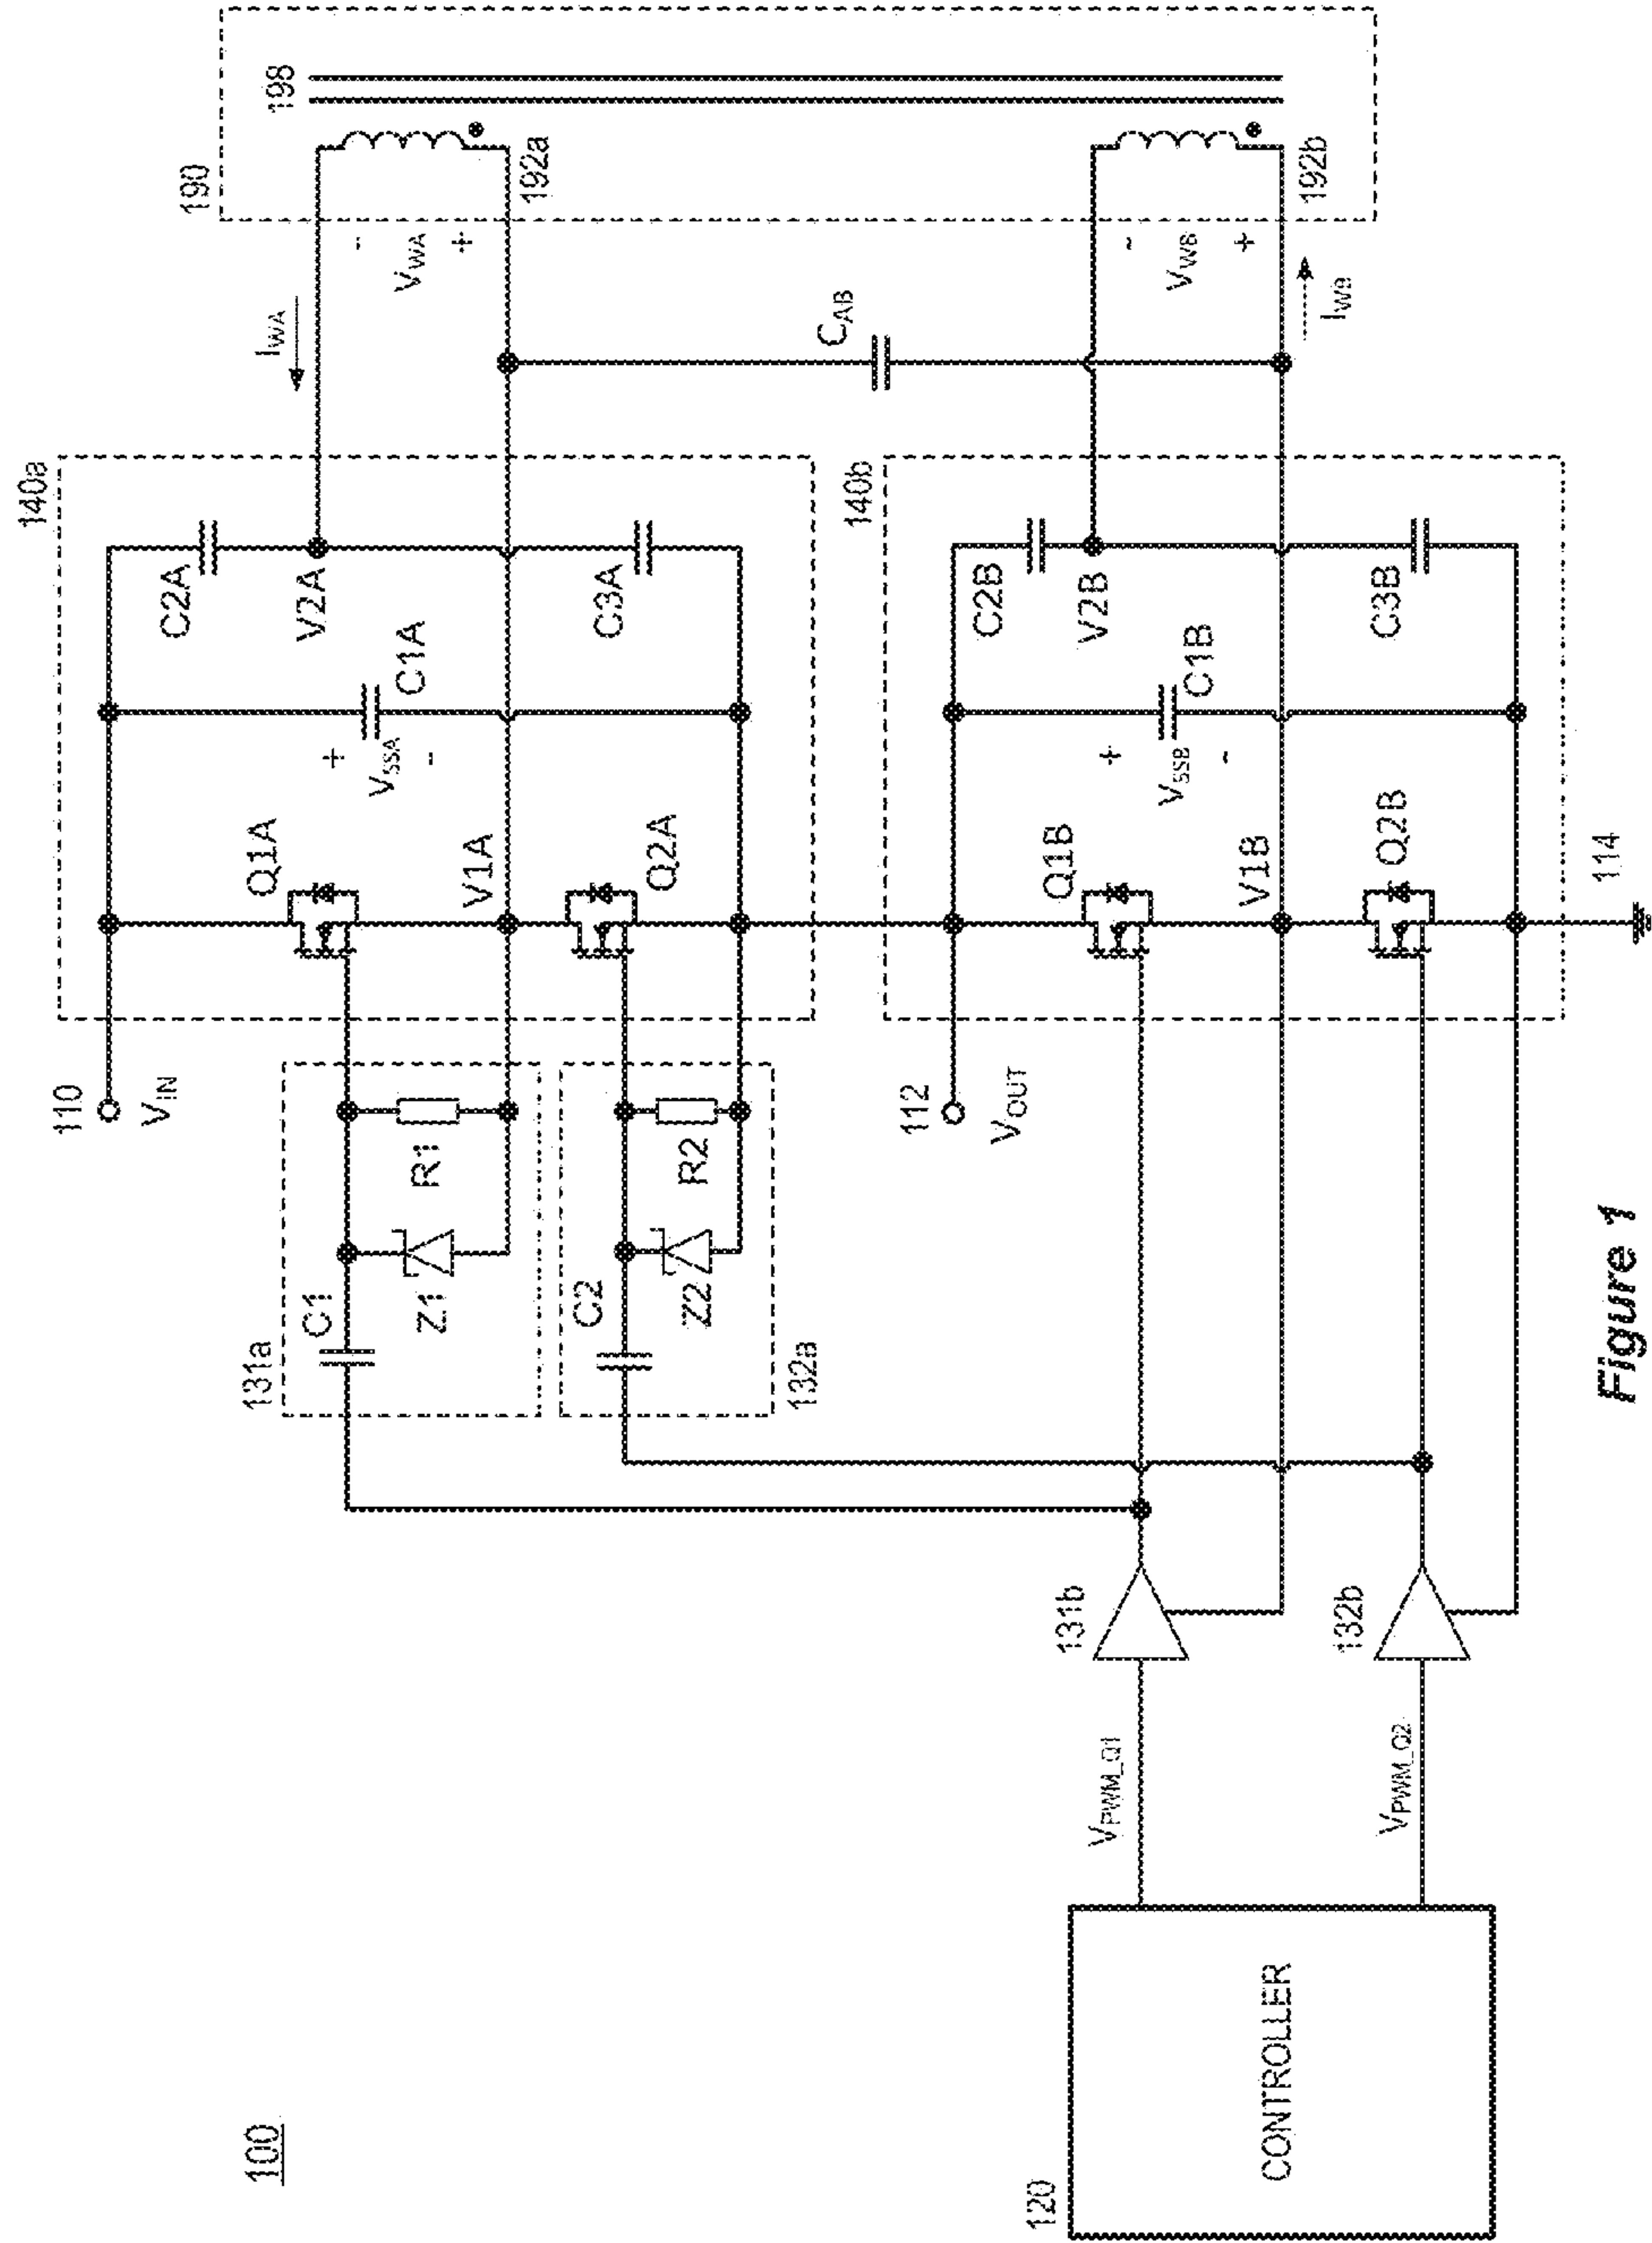 100
120
CONTROLLER
V_PWM_Q1
V_PWM_Q2
131b
132b
131a
C1
Z1
R1
132a
C2
Z2
R2
110
V_IN
112
V_OUT
114
140a
Q1A
V1A
Q2A
+
V_SSA
-
C1A
C2A
V2A
C3A
140b
Q1B
V1B
Q2B
+
V_SSB
-
C1B
C2B
V2B
C3B
I_WA
C_AB
I_WB
-
V_WA
+
-
V_WB
+
190
192a
192b
198
Figure 1